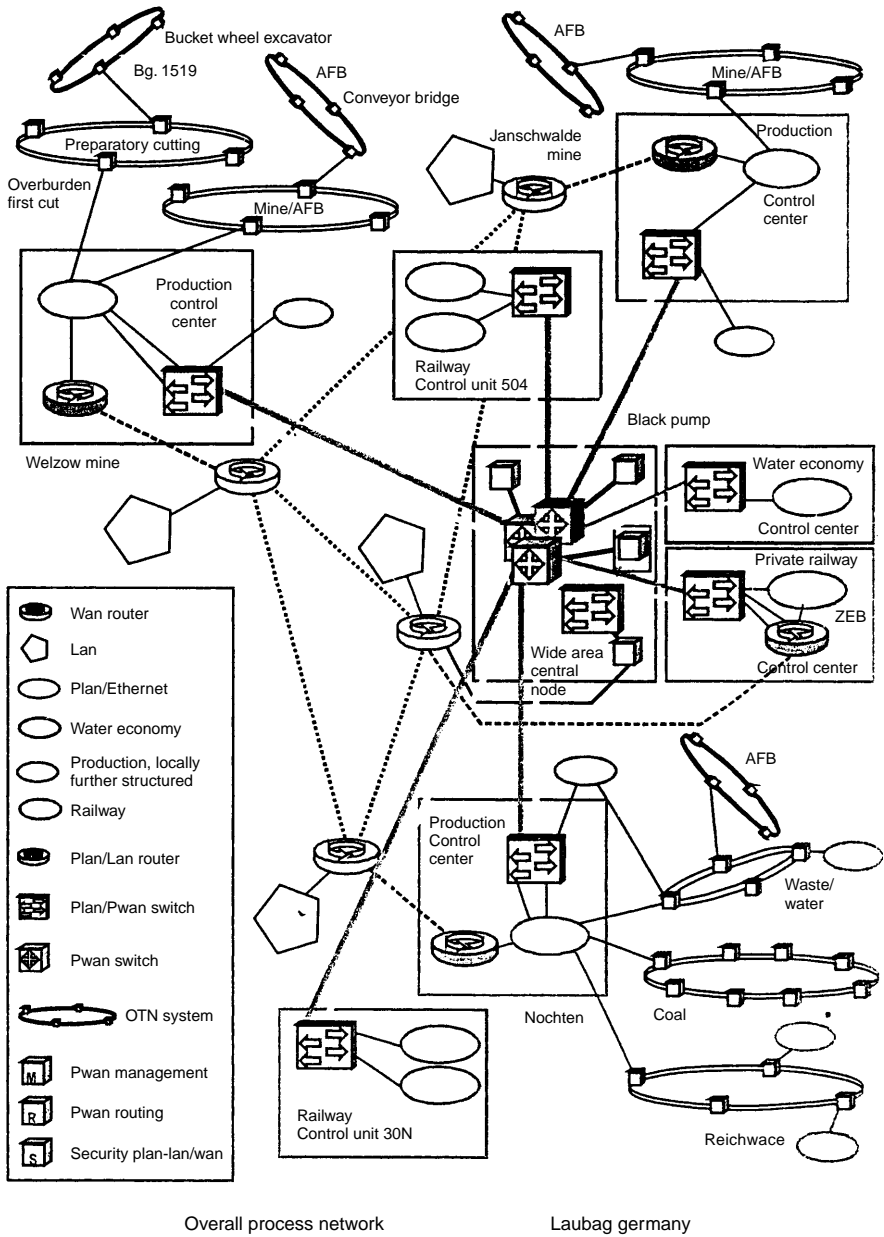 Bucket wheel excavator
Bg. 1519
AFB
Conveyor bridge
Preparatory cutting
Overburden
first cut
Mine/AFB
AFB
Mine/AFB
Janschwalde
mine
Production
Control
center
Production
control
center
Railway
Control unit 504
Welzow mine
Black pump
Water economy
Control center
Private railway
ZEB
Control center
Wide area
central
node
Wan router
Lan
Plan/Ethernet
Water economy
Production, locally
further structured
Railway
Plan/Lan router
Plan/Pwan switch
Pwan switch
OTN system
M
Pwan management
R
Pwan routing
S
Security plan-lan/wan
AFB
Production
Control
center
Waste/
water
Nochten
Coal
Railway
Control unit 30N
Reichwace
Overall process network
Laubag germany